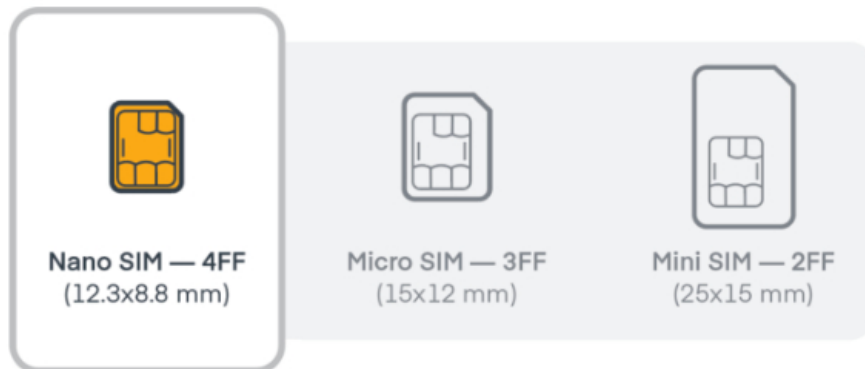 Nano SIM — 4FF
(12.3x8.8 mm)
Micro SIM — 3FF
(15x12 mm)
Mini SIM — 2FF
(25x15 mm)